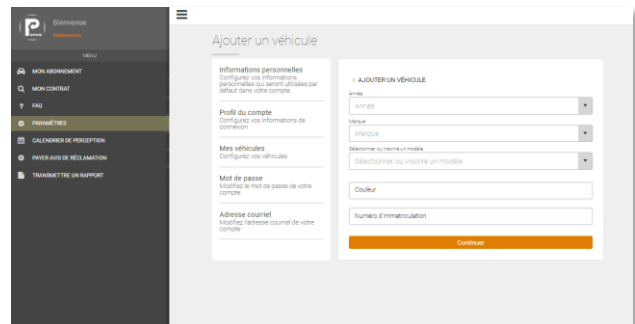 Bienvenue
MENU
MON ABONNEMENT
MON CONTRAT
? FAQ
PARAMÈTRES
CALENDRIER DE PERCEPTION
PAYER AVIS DE RÉCLAMATION
TRANSMETTRE UN RAPPORT
Ajouter un véhicule
Informations personnelles
Configurez vos informations
personnelles qui seront utilisées par
défaut dans votre compte
Profil du compte
Configurez vos informations de
connexion
Mes véhicules
Configurez vos véhicules
Mot de passe
Modifiez le mot de passe de votre
compte
Adresse courriel
Modifiez l'adresse courriel de votre
compte
‹ AJOUTER UN VÉHICULE
Année
Année
Marque
Marque
Sélectionner ou inscrire un modèle
Sélectionner ou inscrire un modèle
Couleur
Numéro d'immatriculation
Continuer